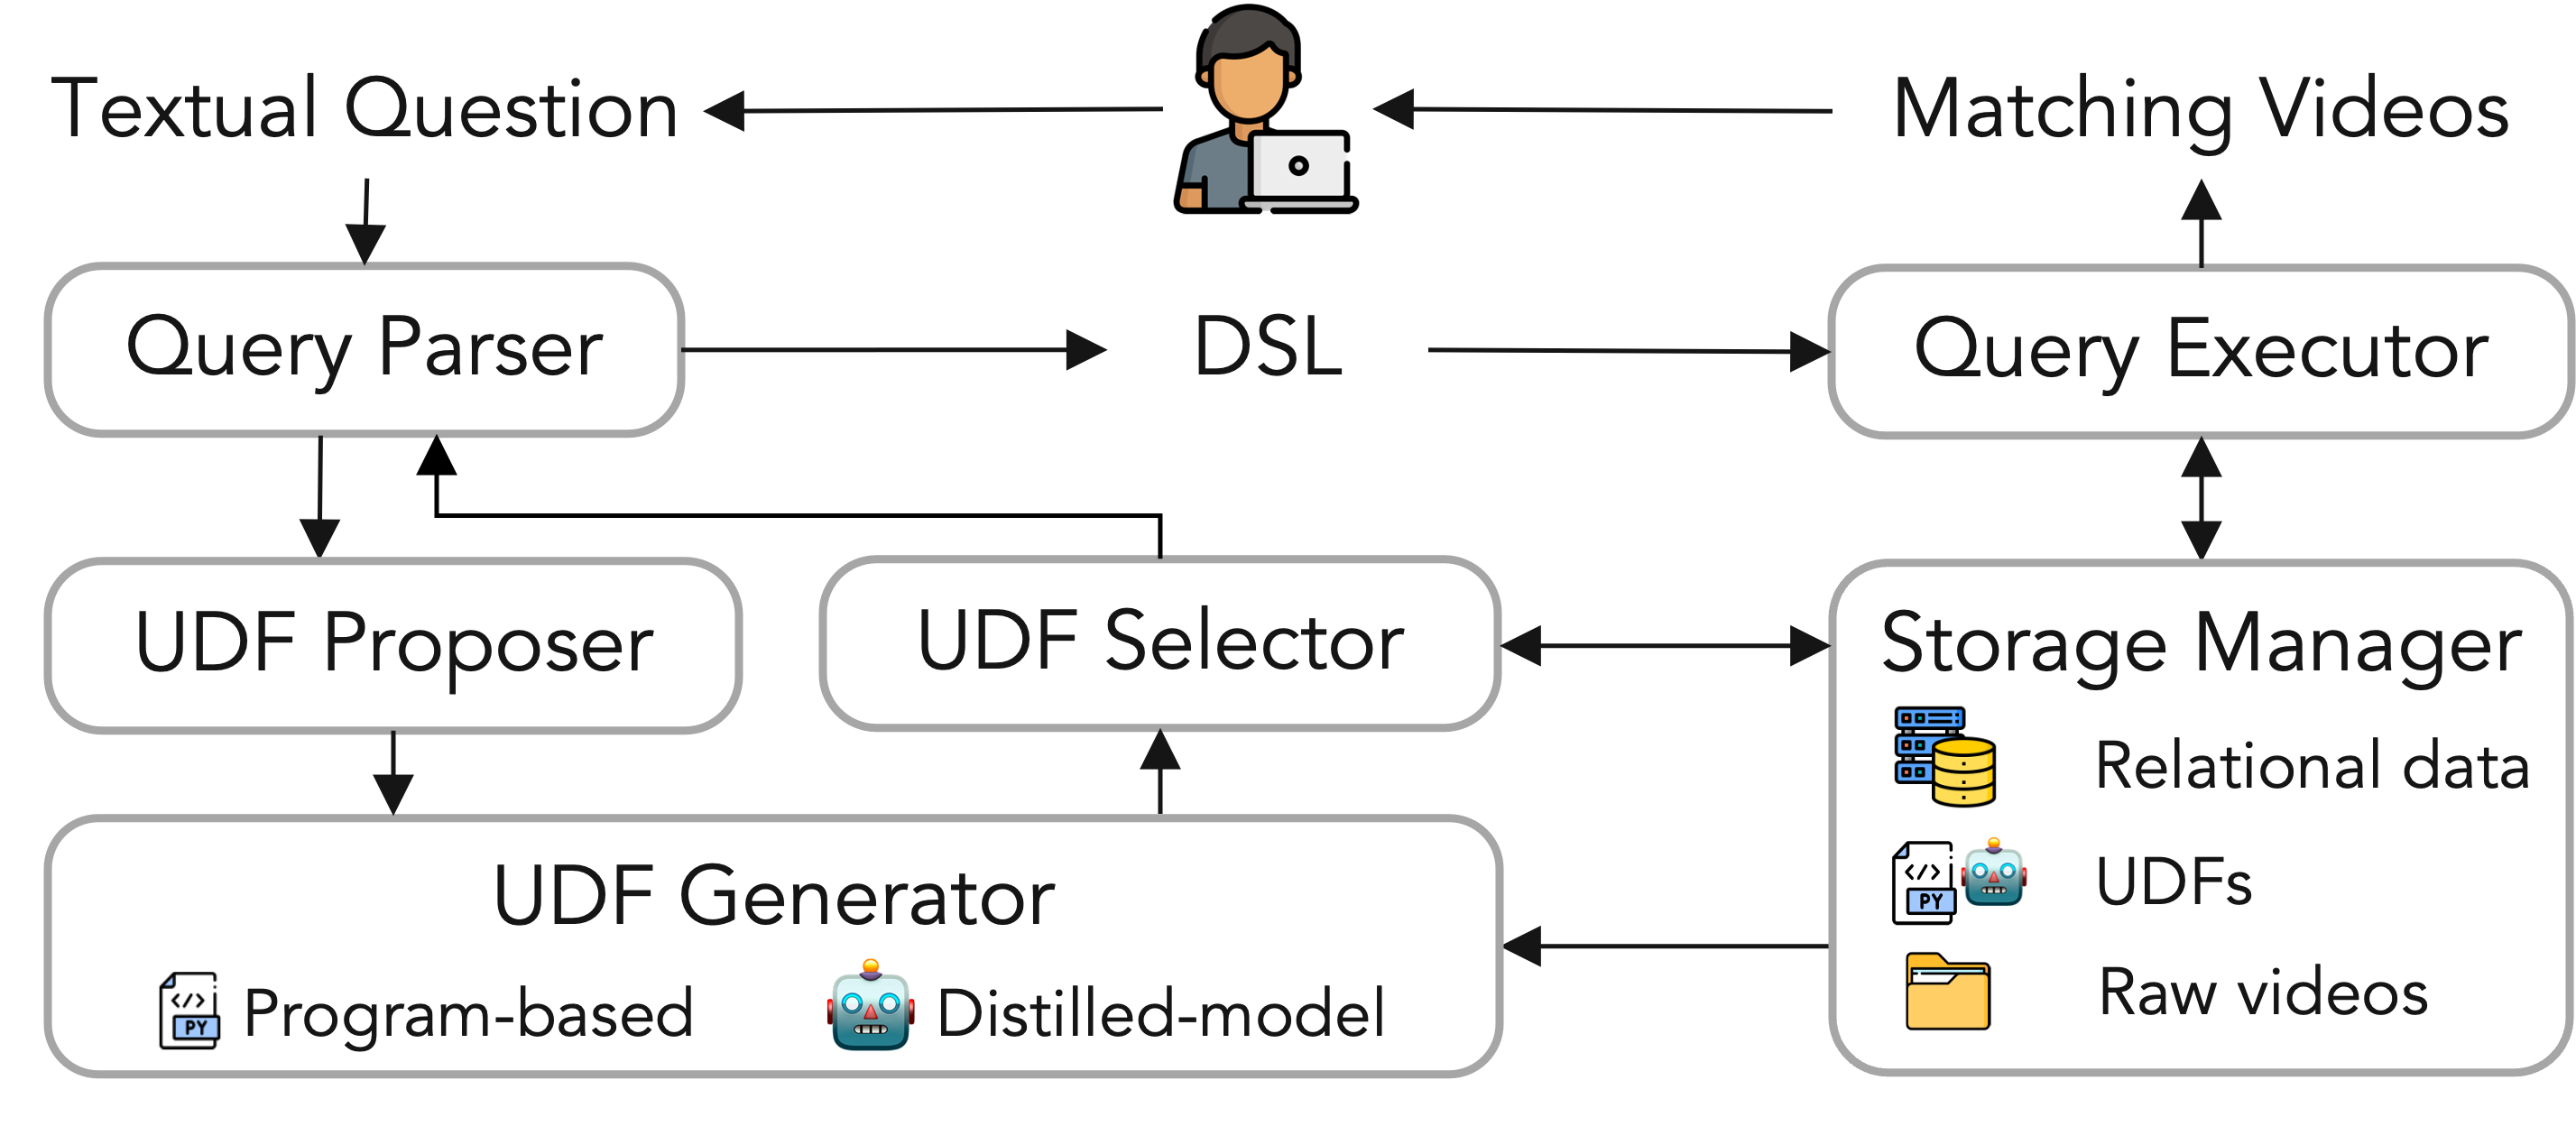 Textual Question
Matching Videos
Query Parser
DSL
Query Executor
UDF Proposer
UDF Selector
Storage Manager
Relational data
</> PY
UDFs
Raw videos
UDF Generator
</> PY
Program-based
Distilled-model